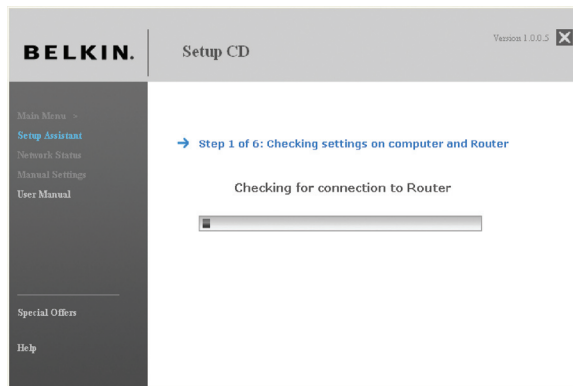 BELKIN.
Setup CD
Version 1.0.0.5
Main Menu
Setup Assistant
Network Status
Manual Settings
User Manual
Special Offers
Help
Step 1 of 6: Checking settings on computer and Router
Checking for connection to Router